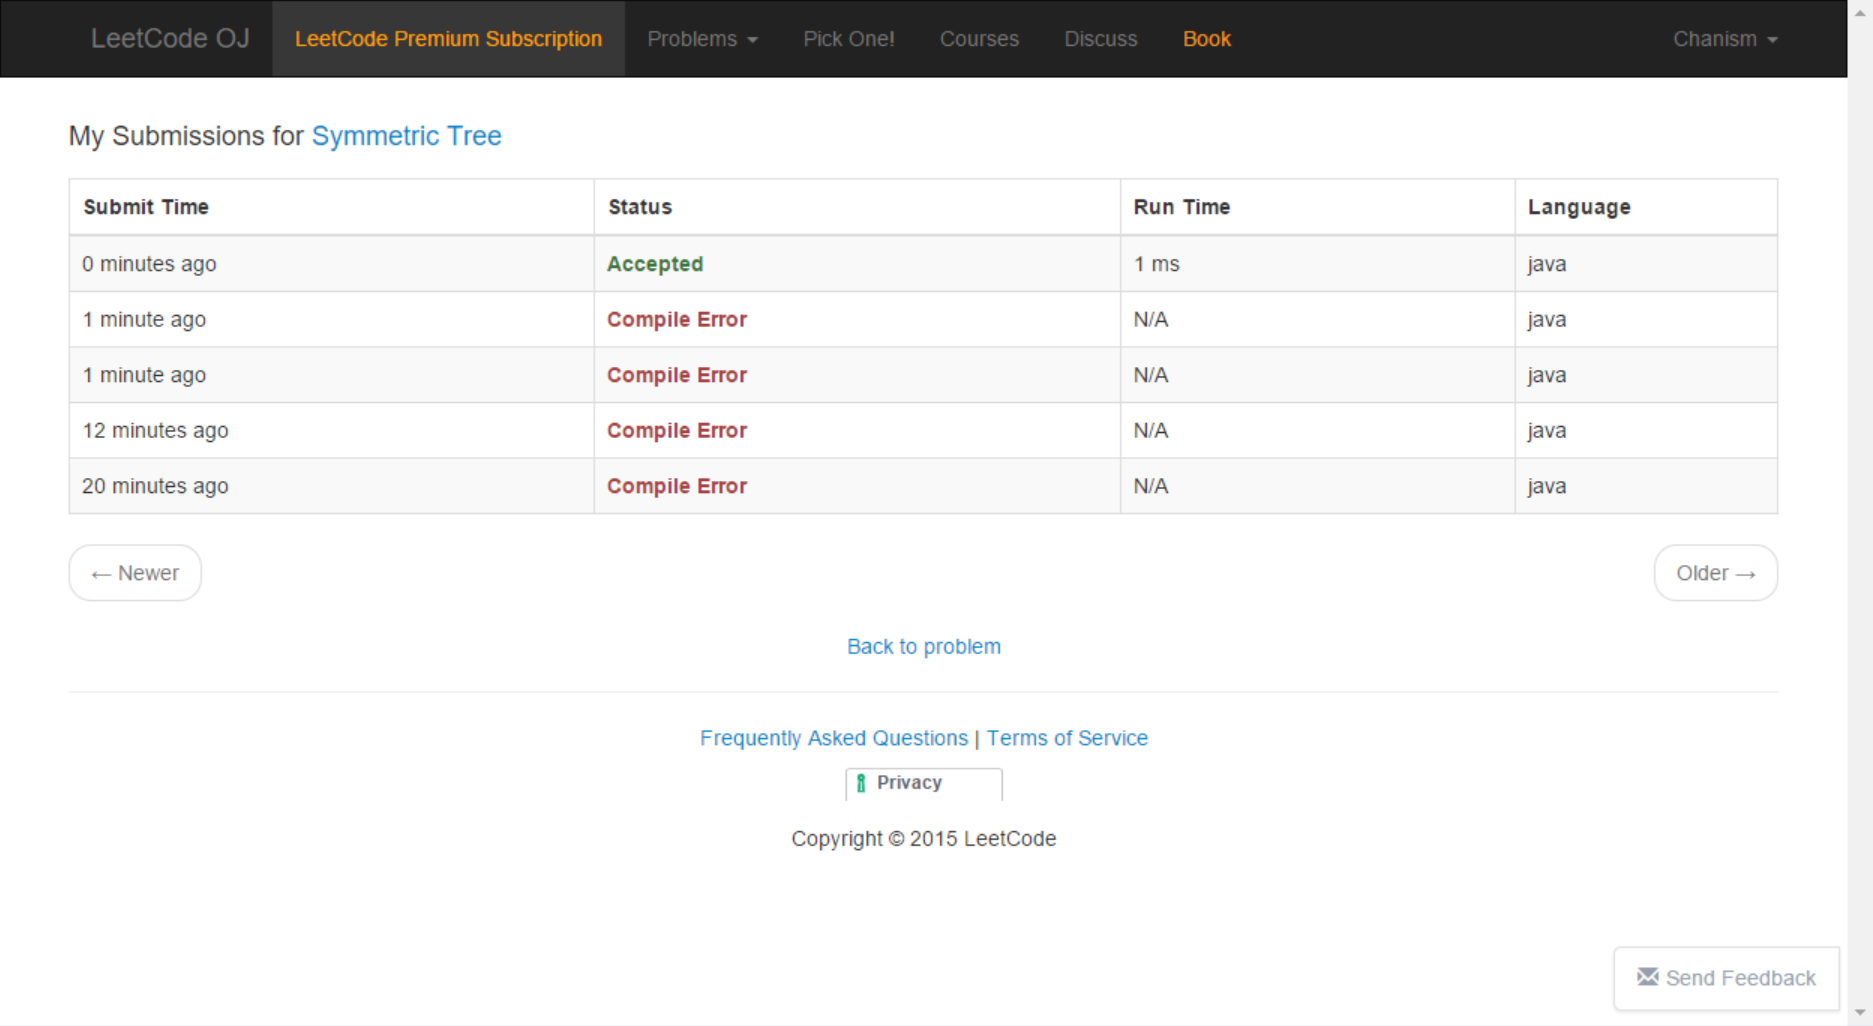 LeetCode OJ LeetCode Premium Subscription Problems Pick One! Courses Discuss Book Chanism
My Submissions for Symmetric Tree
Submit Time Status Run Time Language
0 minutes ago Accepted 1 ms java
1 minute ago Compile Error N/A java
1 minute ago Compile Error N/A java
12 minutes ago Compile Error N/A java
20 minutes ago Compile Error N/A java
← Newer Older →
Back to problem
Frequently Asked Questions | Terms of Service
Privacy
Copyright © 2015 LeetCode
Send Feedback